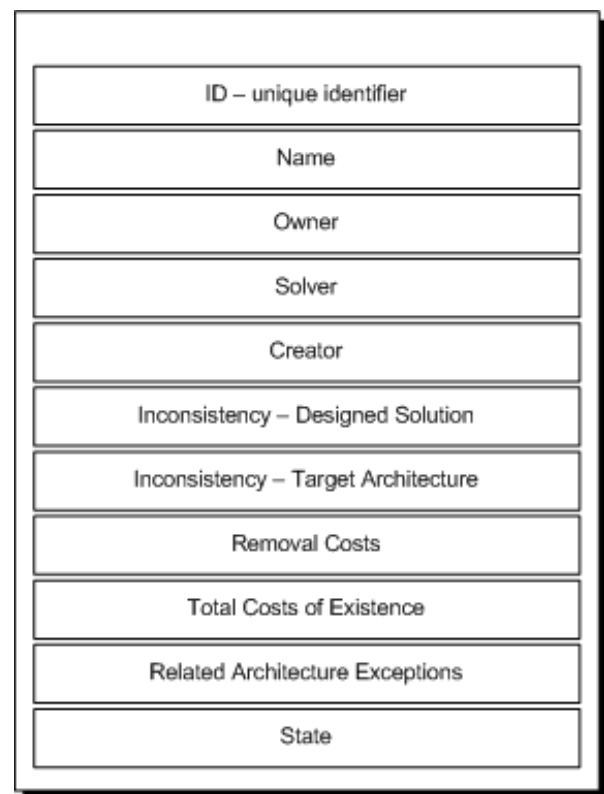 ID – unique identifier
Name
Owner
Solver
Creator
Inconsistency – Designed Solution
Inconsistency – Target Architecture
Removal Costs
Total Costs of Existence
Related Architecture Exceptions
State